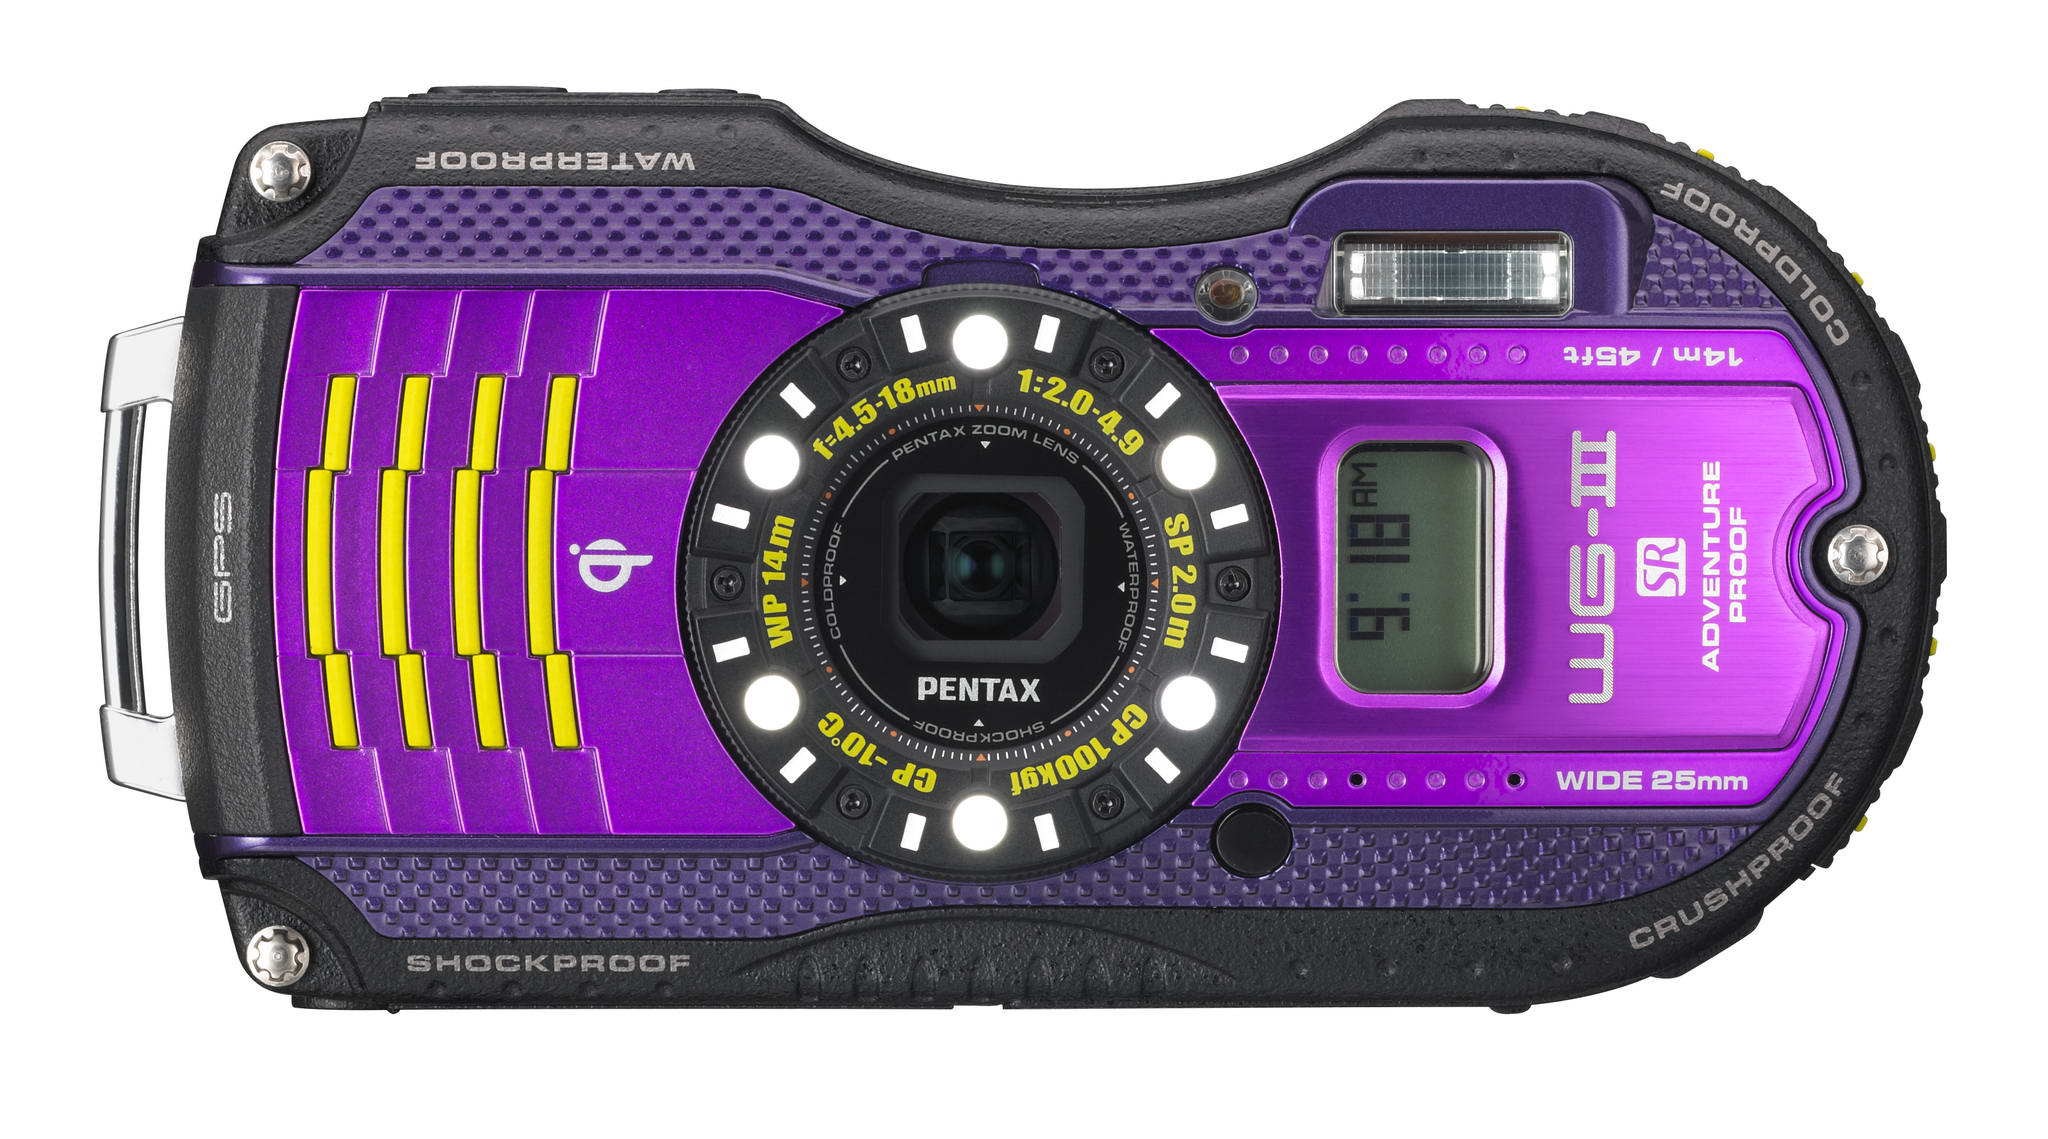 WATERPROOF
COLDPROOF
14m / 45ft
GPS
f=4.5-18mm
1:2.0-4.9
PENTAX ZOOM LENS
WP 14m
COLDPROOF
WATERPROOF
SP 2.0m
PENTAX
SHOCKPROOF
CP -10°C
CP 100kgf
AM
9:18
WG-III
SR
ADVENTURE
PROOF
WIDE 25mm
SHOCKPROOF
CRUSHPROOF